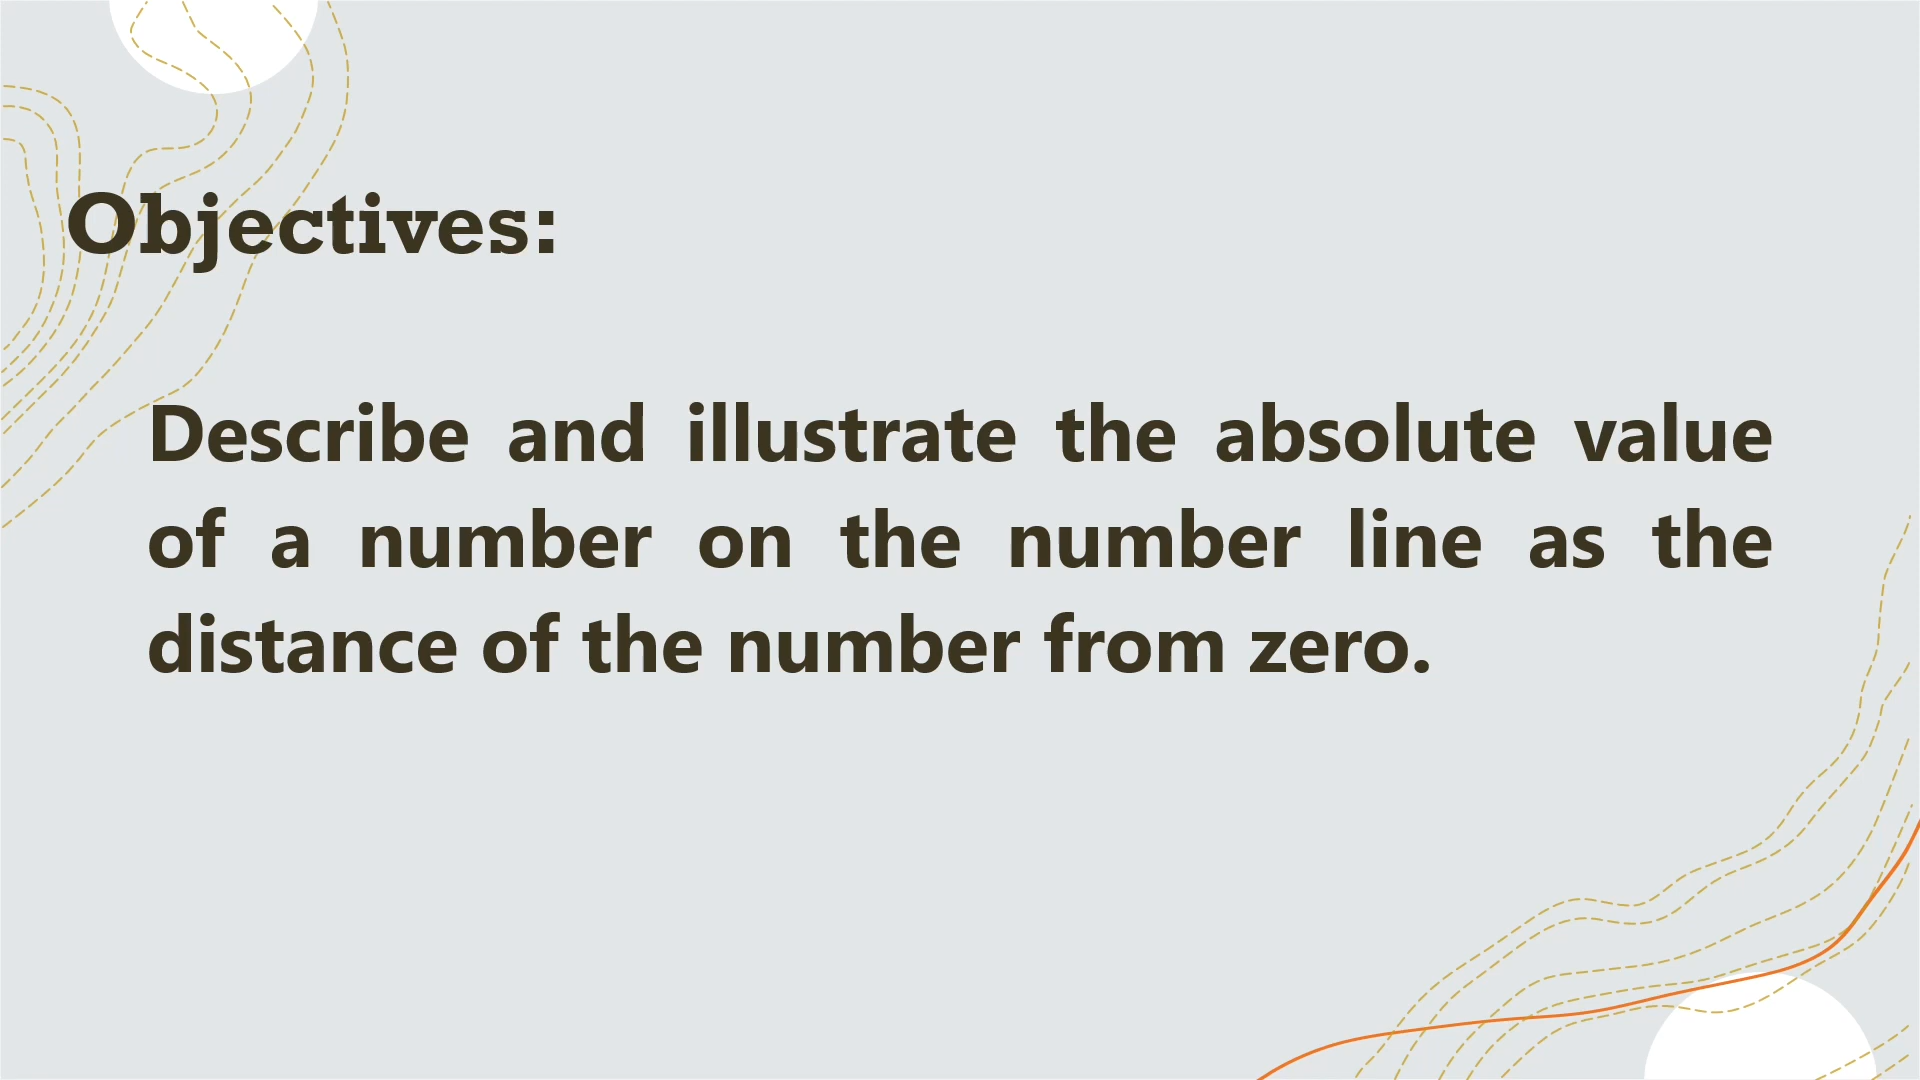 Objectives:
Describe and illustrate the absolute value
of a number on the number line as the
distance of the number from zero.